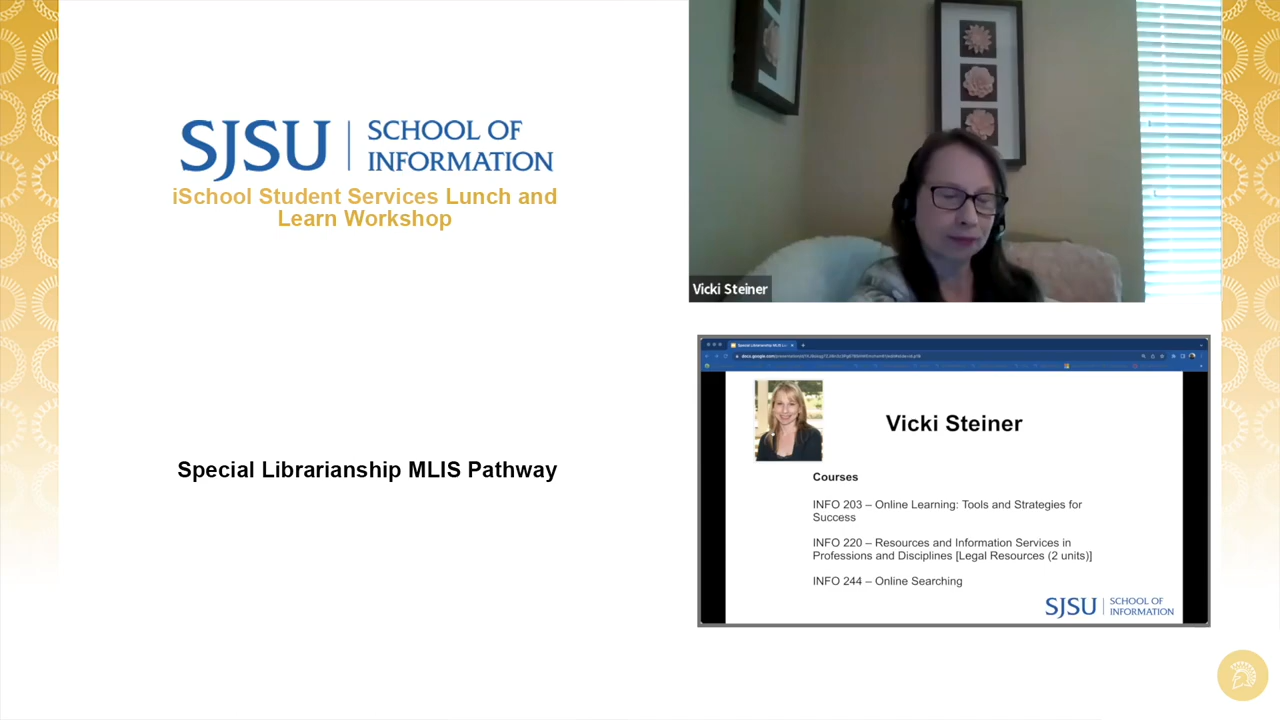 SJSU
SCHOOL OF
INFORMATION
iSchool Student Services Lunch and
Learn Workshop
Special Librarianship MLIS Pathway
Vicki Steiner
Vicki Steiner
Courses
INFO 203 – Online Learning: Tools and Strategies for
Success
INFO 220 – Resources and Information Services in
Professions and Disciplines [Legal Resources (2 units)]
INFO 244 – Online Searching
SJSU
SCHOOL OF
INFORMATION